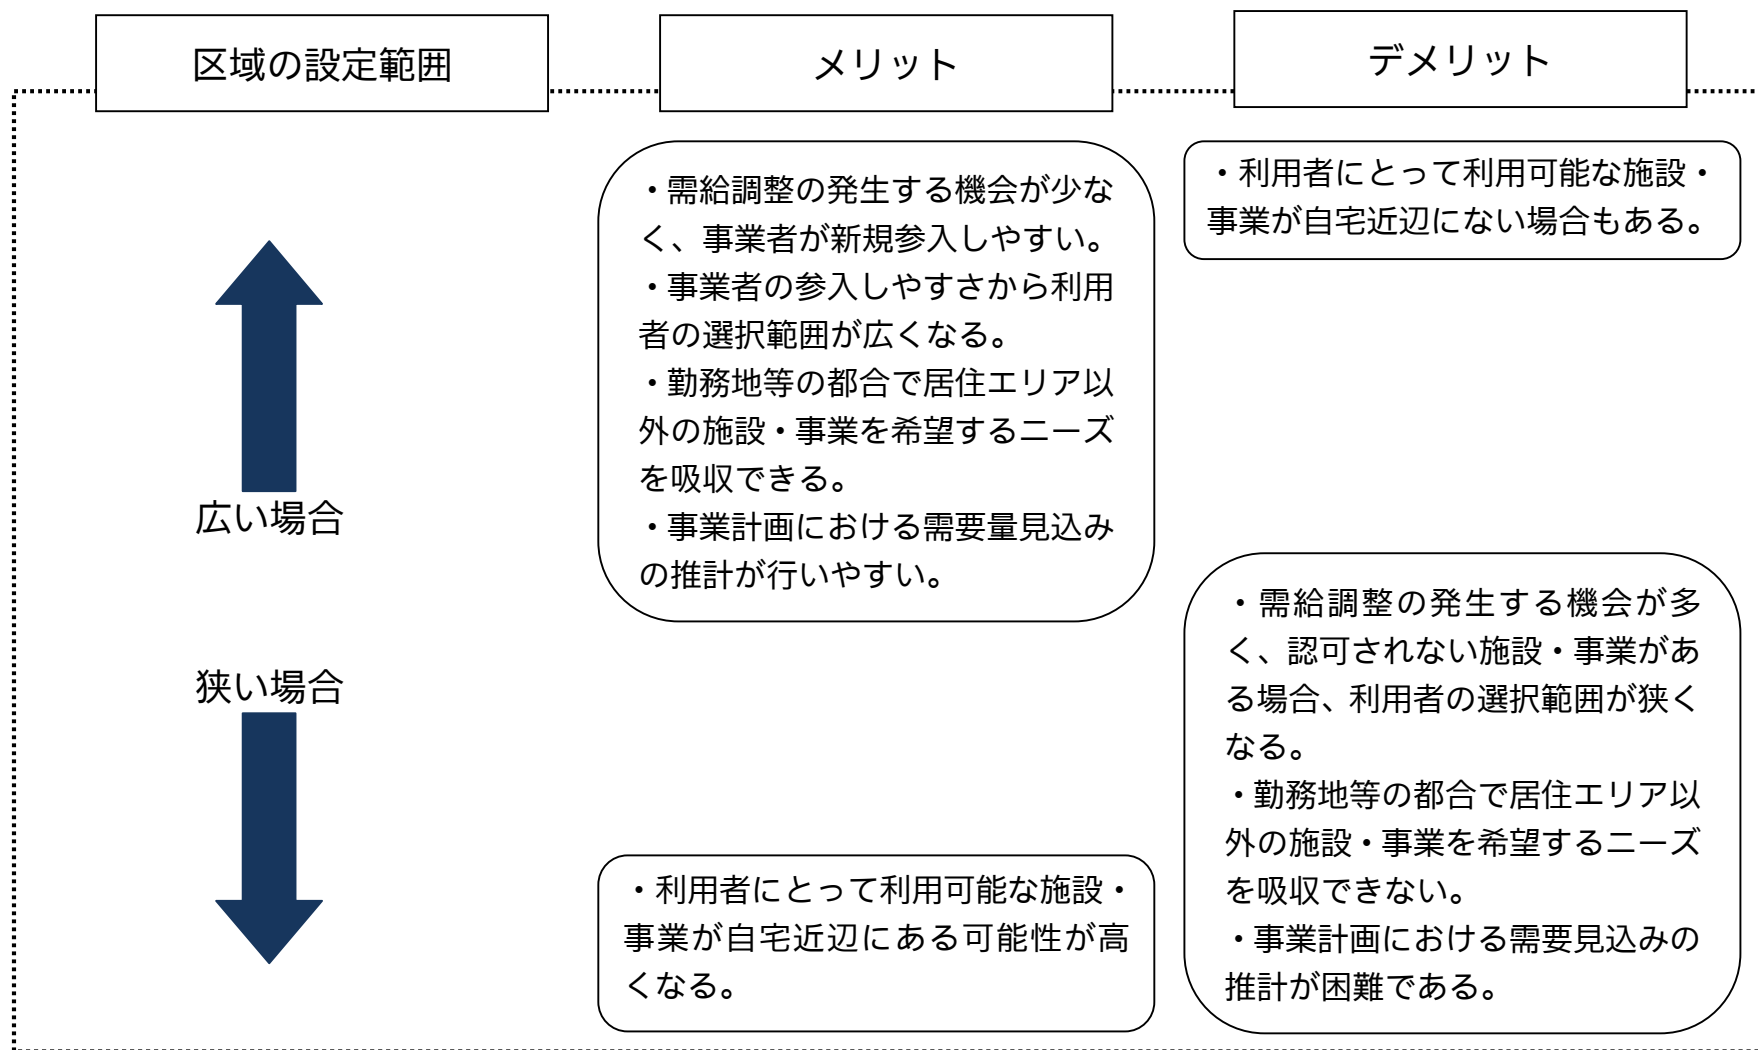 区域の設定範囲
メリット
デメリット
広い場合
・需給調整の発生する機会が少な
く、事業者が新規参入しやすい。
・事業者の参入しやすさから利用
者の選択範囲が広くなる。
・勤務地等の都合で居住エリア以
外の施設・事業を希望するニーズ
を吸収できる。
・事業計画における需要量見込み
の推計が行いやすい。
・利用者にとって利用可能な施設・
事業が自宅近辺にない場合もある。
狭い場合
・利用者にとって利用可能な施設・
事業が自宅近辺にある可能性が高
くなる。
・需給調整の発生する機会が多
く、認可されない施設・事業があ
る場合、利用者の選択範囲が狭く
なる。
・勤務地等の都合で居住エリア以
外の施設・事業を希望するニーズ
を吸収できない。
・事業計画における需要見込みの
推計が困難である。